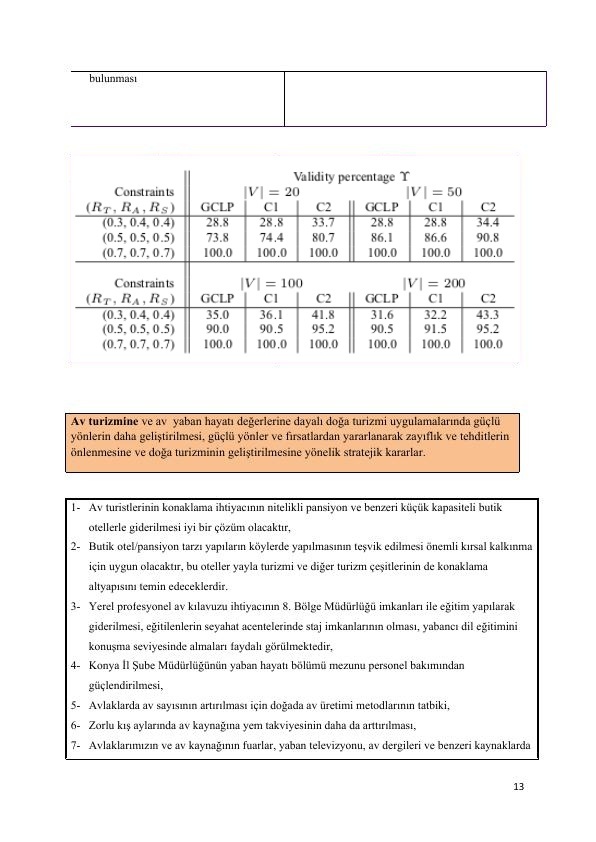 bulunması
Validity percentage ϒ
Constraints |V| = 20 |V| = 50
(R_T, R_A, R_S) GCLP C1 C2 GCLP C1 C2
(0.3, 0.4, 0.4) 28.8 28.8 33.7 28.8 28.8 34.4
(0.5, 0.5, 0.5) 73.8 74.4 80.7 86.1 86.6 90.8
(0.7, 0.7, 0.7) 100.0 100.0 100.0 100.0 100.0 100.0
Constraints |V| = 100 |V| = 200
(R_T, R_A, R_S) GCLP C1 C2 GCLP C1 C2
(0.3, 0.4, 0.4) 35.0 36.1 41.8 31.6 32.2 43.3
(0.5, 0.5, 0.5) 90.0 90.5 95.2 90.5 91.5 95.2
(0.7, 0.7, 0.7) 100.0 100.0 100.0 100.0 100.0 100.0
Av turizmine ve av yaban hayatı değerlerine dayalı doğa turizmi uygulamalarında güçlü
yönlerin daha geliştirilmesi, güçlü yönler ve fırsatlardan yararlanarak zayıflık ve tehditlerin
önlenmesine ve doğa turizminin geliştirilmesine yönelik stratejik kararlar.
1- Av turistlerinin konaklama ihtiyacının nitelikli pansiyon ve benzeri küçük kapasiteli butik
otellerle giderilmesi iyi bir çözüm olacaktır,
2- Butik otel/pansiyon tarzı yapıların köylerde yapılmasının teşvik edilmesi önemli kırsal kalkınma
için uygun olacaktır, bu oteller yayla turizmi ve diğer turizm çeşitlerinin de konaklama
altyapısını temin edeceklerdir.
3- Yerel profesyonel av kılavuzu ihtiyacının 8. Bölge Müdürlüğü imkanları ile eğitim yapılarak
giderilmesi, eğitilenlerin seyahat acentelerinde staj imkanlarının olması, yabancı dil eğitimini
konuşma seviyesinde almaları faydalı görülmektedir,
4- Konya İl Şube Müdürlüğünün yaban hayatı bölümü mezunu personel bakımından
güçlendirilmesi,
5- Avlaklarda av sayısının artırılması için doğada av üretimi metodlarının tatbiki,
6- Zorlu kış aylarında av kaynağına yem takviyesinin daha da arttırılması,
7- Avlaklarımızın ve av kaynağının fuarlar, yaban televizyonu, av dergileri ve benzeri kaynaklarda
13